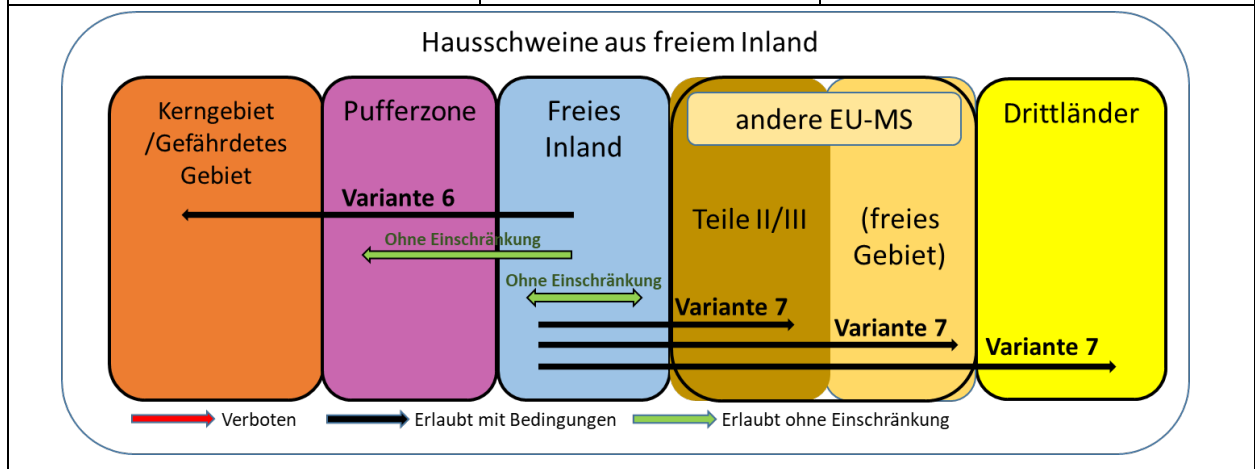 Hausschweine aus freiem Inland
Kerngebiet
/Gefährdetes
Gebiet
Pufferzone
Freies
Inland
andere EU-MS
Drittländer
Teile II/III
(freies
Gebiet)
Variante 6
Ohne Einschränkung
Ohne Einschränkung
Variante 7
Variante 7
Variante 7
Verboten
Erlaubt mit Bedingungen
Erlaubt ohne Einschränkung